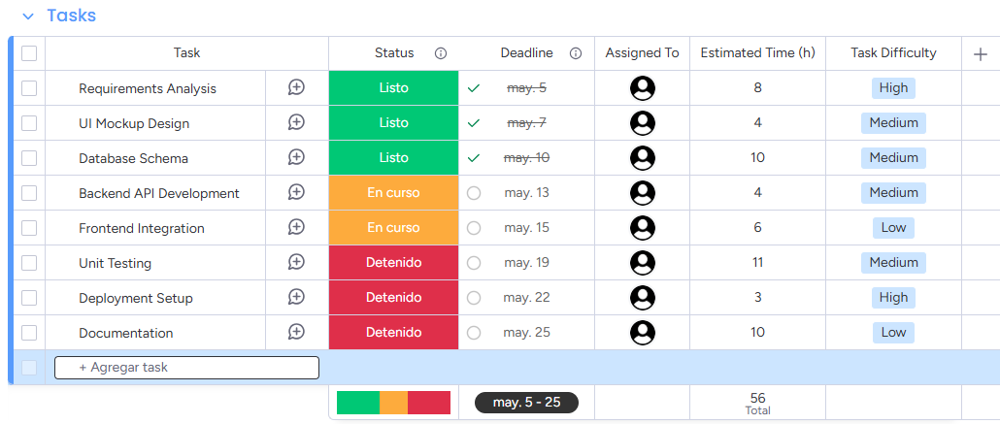 Tasks
Task Status Deadline Assigned To Estimated Time (h) Task Difficulty
Requirements Analysis Listo may. 5 8 High
UI Mockup Design Listo may. 7 4 Medium
Database Schema Listo may. 10 10 Medium
Backend API Development En curso may. 13 4 Medium
Frontend Integration En curso may. 15 6 Low
Unit Testing Detenido may. 19 11 Medium
Deployment Setup Detenido may. 22 3 High
Documentation Detenido may. 25 10 Low
+ Agregar task
may. 5 - 25 56
Total